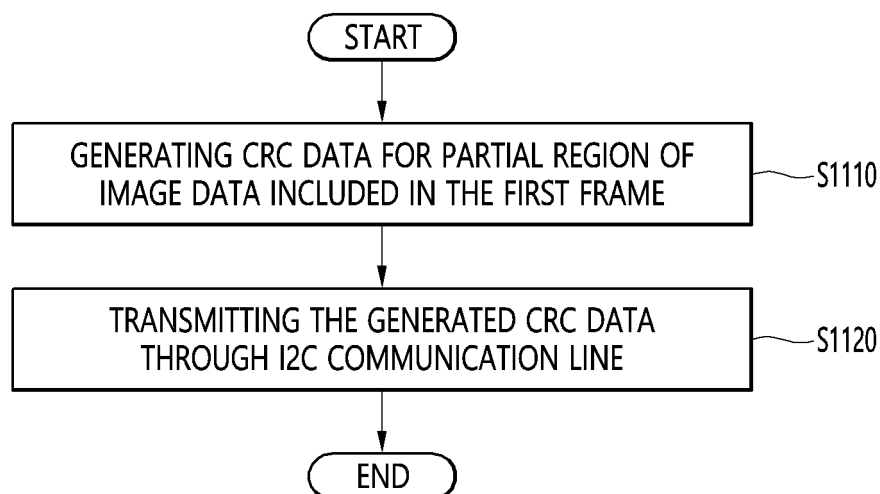 START
GENERATING CRC DATA FOR PARTIAL REGION OF
IMAGE DATA INCLUDED IN THE FIRST FRAME
S1110
TRANSMITTING THE GENERATED CRC DATA
THROUGH I2C COMMUNICATION LINE
S1120
END